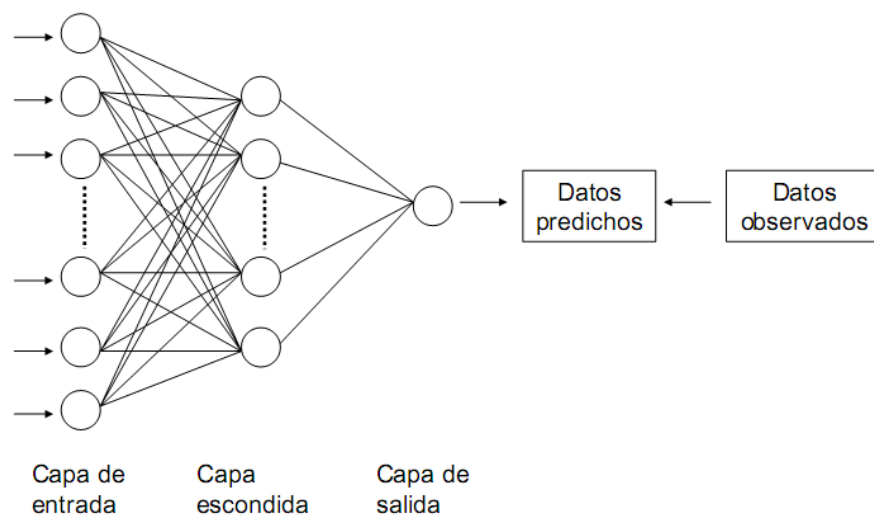 Datos
predichos
Datos
observados
Capa de
entrada
Capa
escondida
Capa de
salida